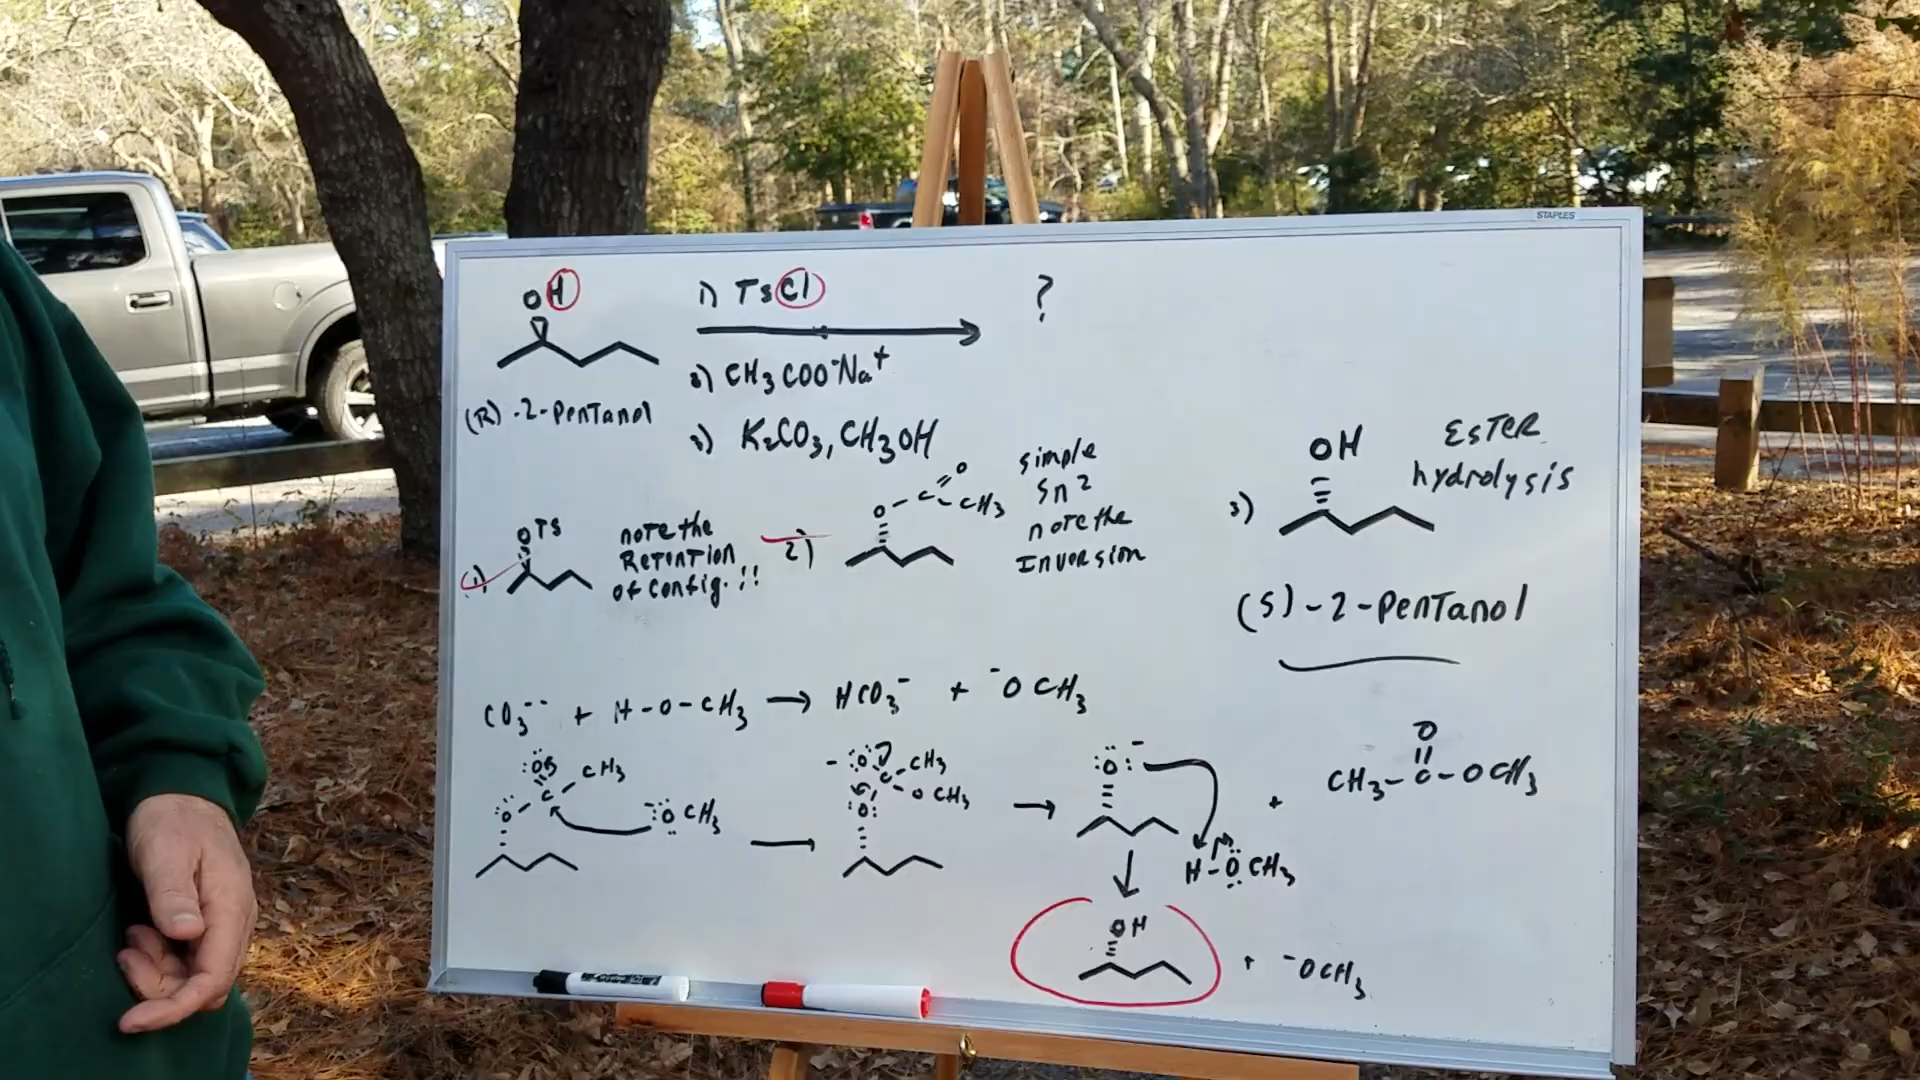 STAPLES
OH
1) TsCl
?
2) CH3COO-Na+
(R)-2-Pentanol
3) K2CO3, CH3OH
OTS
1)
note the
Retention
of config. !!
2)
O-C-CH3
O
simple
Sn2
note the
Inversion
3)
OH
ESTER
hydrolysis
(S)-2-Pentanol
CO3-- + H-O-CH3 → HCO3- + -OCH3
:O:
O-C-CH3
-:O:CH3
→
-:O:
C-CH3
OCH3
:O:
→
:O:-
H-O-CH3
+
O
CH3-C-OCH3
OH
+ -OCH3